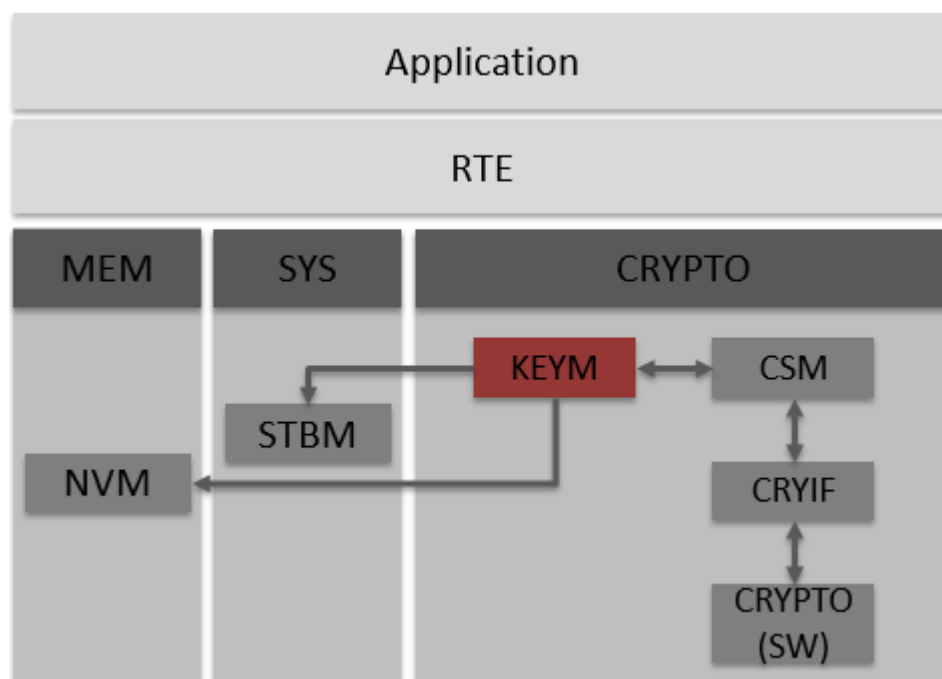 Application
RTE
MEM
SYS
CRYPTO
KEYM
CSM
STBM
NVM
CRYIF
CRYPTO
(SW)